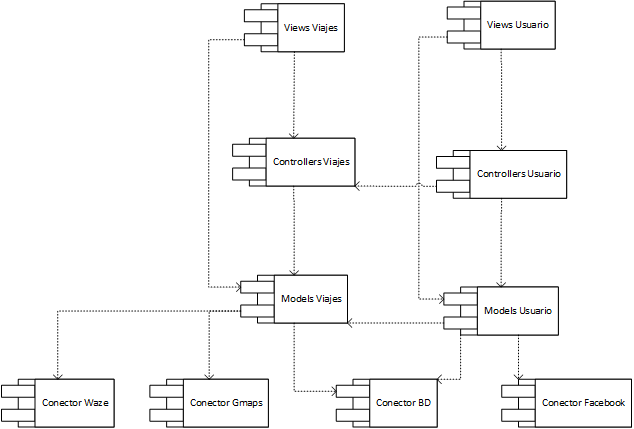 Views Viajes
Views Usuario
Controllers Viajes
Controllers Usuario
Models Viajes
Models Usuario
Conector Waze
Conector Gmaps
Conector BD
Conector Facebook